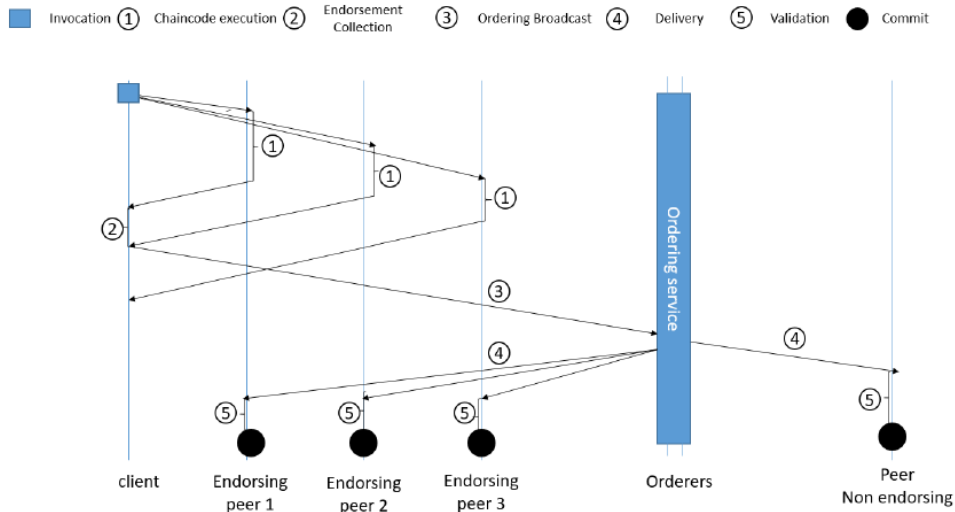 Invocation ① Chaincode execution ② Endorsement Collection ③ Ordering Broadcast ④ Delivery ⑤ Validation Commit
①
①
①
②
③
Ordering service
④
④
⑤
⑤
⑤
⑤
client
Endorsing
peer 1
Endorsing
peer 2
Endorsing
peer 3
Orderers
Peer
Non endorsing